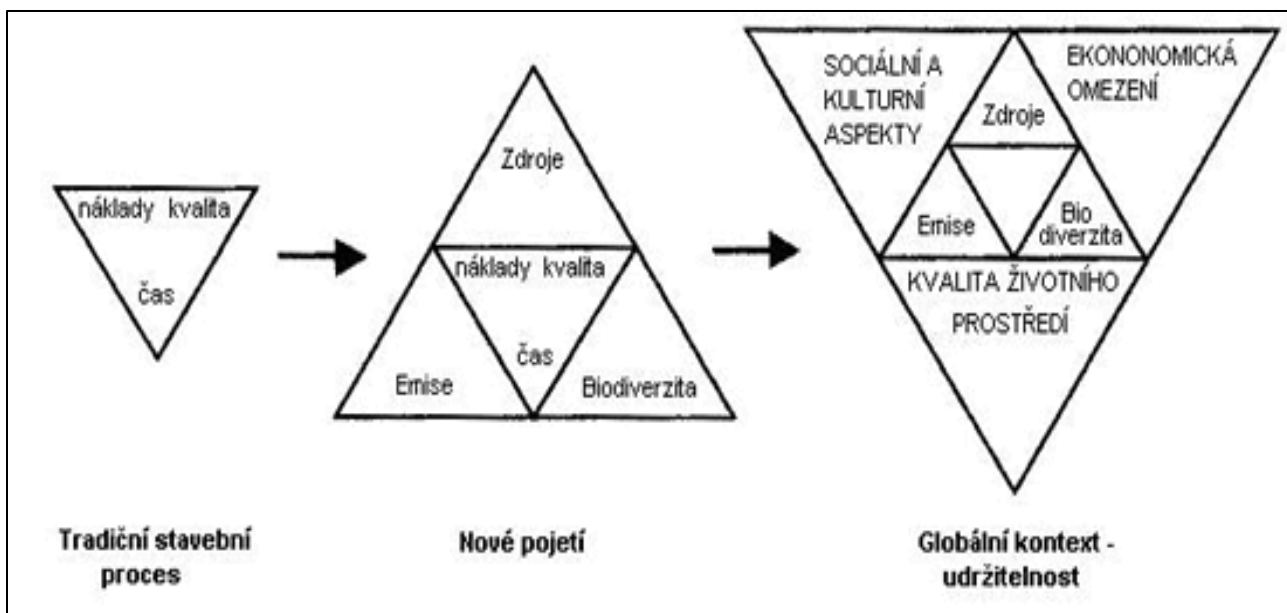 náklady kvalita
čas
Tradiční stavební
proces
Zdroje
náklady kvalita
čas
Emise
Biodiverzita
Nové pojetí
SOCIÁLNÍ A
KULTURNÍ
ASPEKTY
EKONONOMICKÁ
OMEZENÍ
Zdroje
Emise
Bio
diverzita
KVALITA ŽIVOTNÍHO
PROSTŘEDÍ
Globální kontext -
udržitelnost